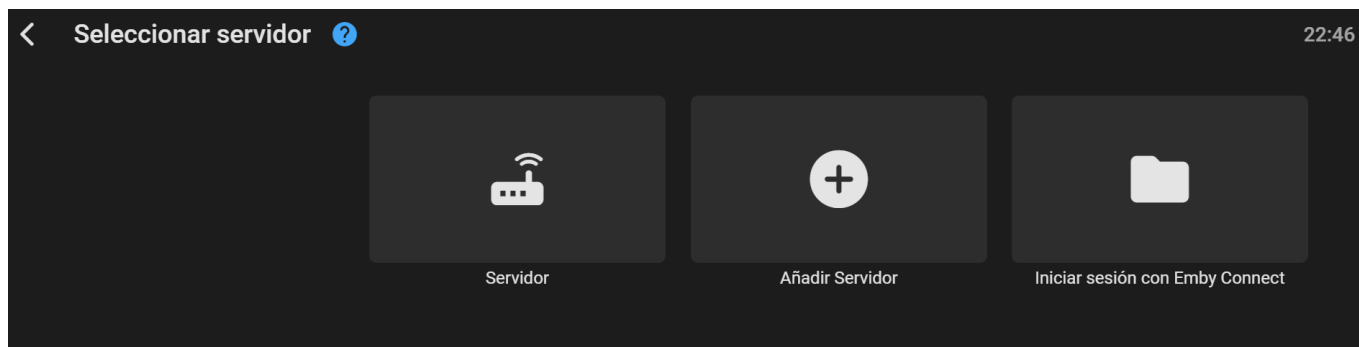 Seleccionar servidor ?
22:46
Servidor
Añadir Servidor
Iniciar sesión con Emby Connect